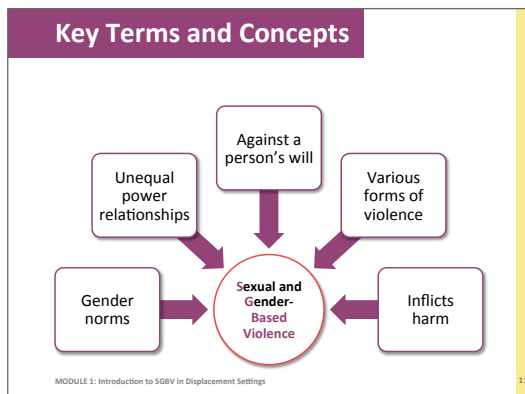 Key Terms and Concepts
Against a
person's will
Unequal
power
relationships
Various
forms of
violence
Gender
norms
Sexual and
Gender-
Based
Violence
Inflicts
harm
MODULE 1: Introduction to SGBV in Displacement Settings
11